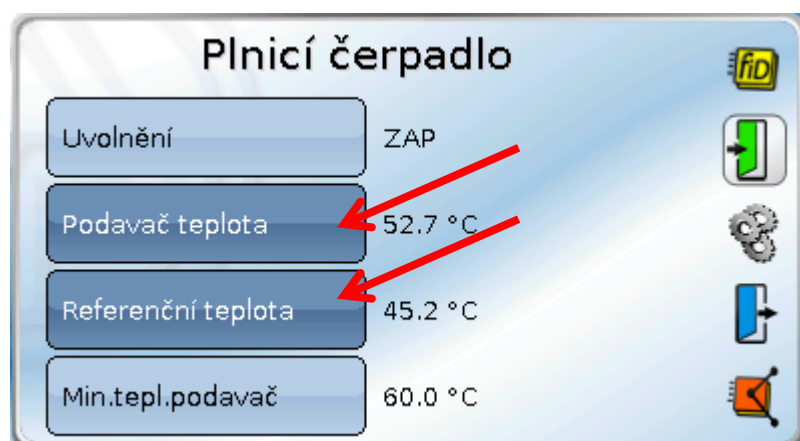 Plnicí čerpadlo
fiD
Uvolnění ZAP
Podavač teplota 52.7 °C
Referenční teplota 45.2 °C
Min.tepl.podavač 60.0 °C